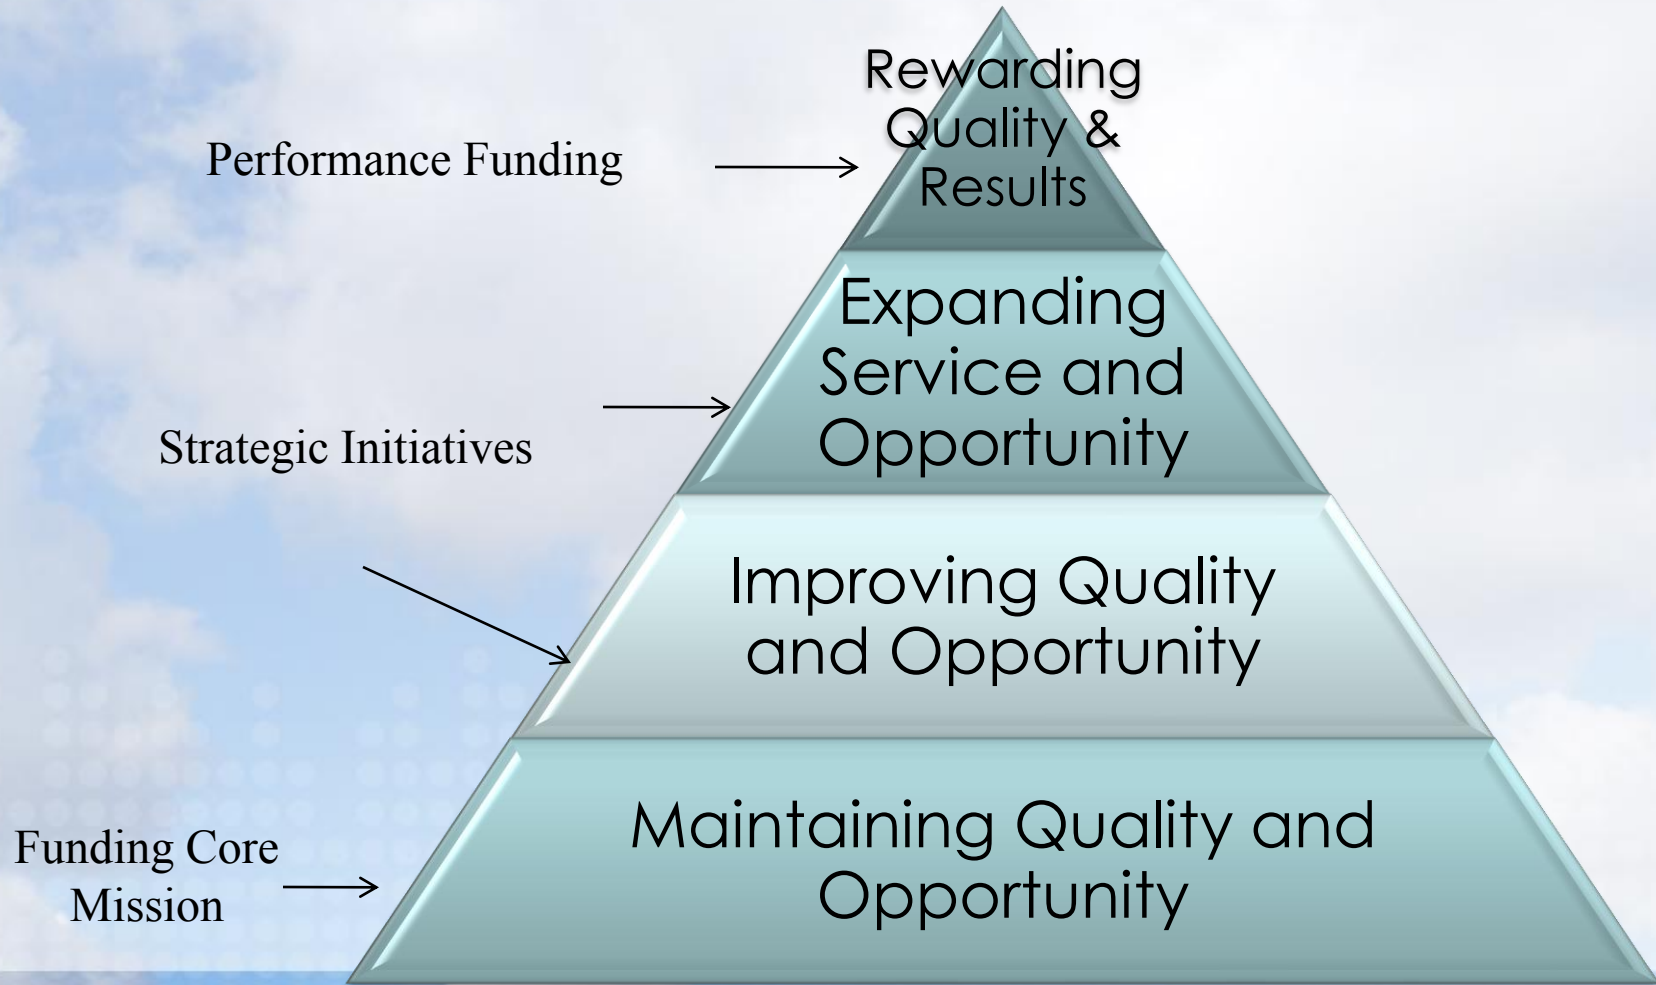 Rewarding
Quality &
Results
Performance Funding
Expanding
Service and
Opportunity
Strategic Initiatives
Improving Quality
and Opportunity
Maintaining Quality and
Opportunity
Funding Core
Mission